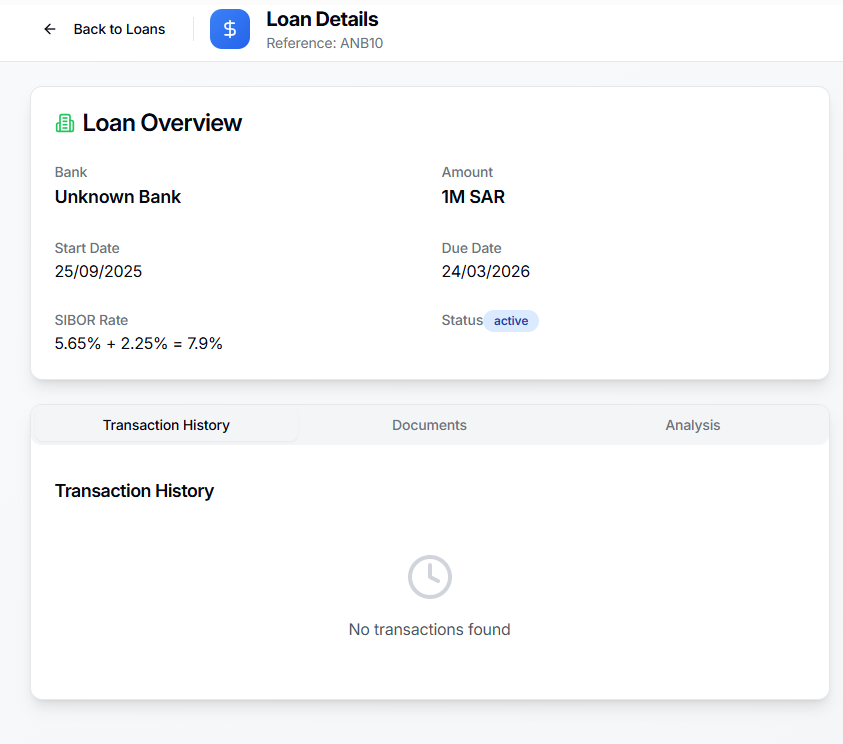 Back to Loans
$
Loan Details
Reference: ANB10
Loan Overview
Bank
Unknown Bank
Amount
1M SAR
Start Date
25/09/2025
Due Date
24/03/2026
SIBOR Rate
5.65% + 2.25% = 7.9%
Status active
Transaction History Documents Analysis
Transaction History
No transactions found